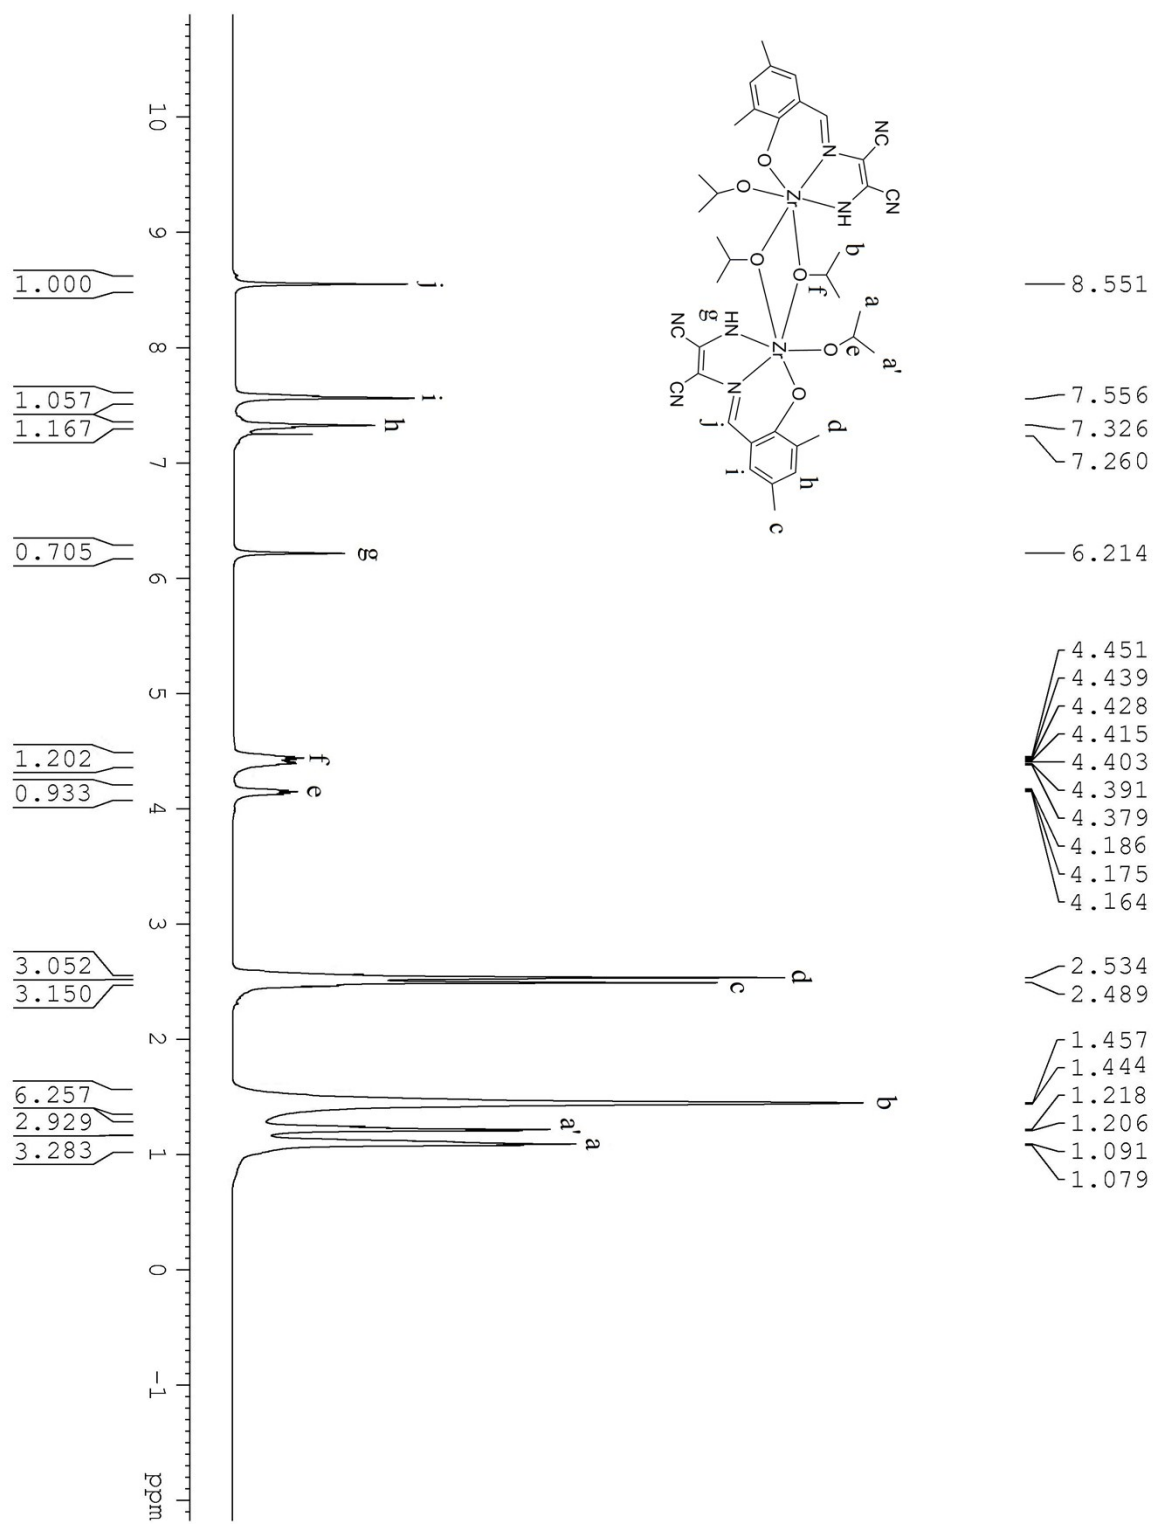 8.551
7.556
7.326
7.260
6.214
4.451
4.439
4.428
4.415
4.403
4.391
4.379
4.186
4.175
4.164
2.534
2.489
1.457
1.444
1.218
1.206
1.091
1.079
NC
CN
N
NH
O
Zr
O
O
O
b
f
a
a'
e
O
Zr
O
HN
g
NC
N
CN
j
d
i
h
c
j
i
h
g
f
e
d
c
b
a'
a
10
9
8
7
6
5
4
3
2
1
0
-1
ppm
1.000
1.057
1.167
0.705
1.202
0.933
3.052
3.150
6.257
2.929
3.283